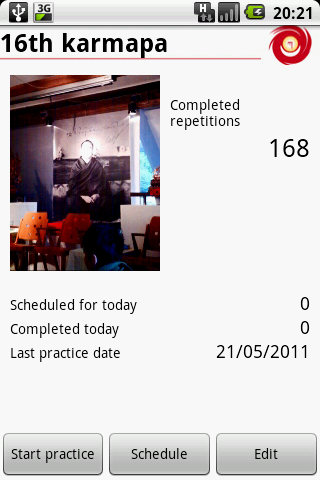 3G H 20:21
16th karmapa
Completed
repetitions
168
Scheduled for today 0
Completed today 0
Last practice date 21/05/2011
Start practice Schedule Edit